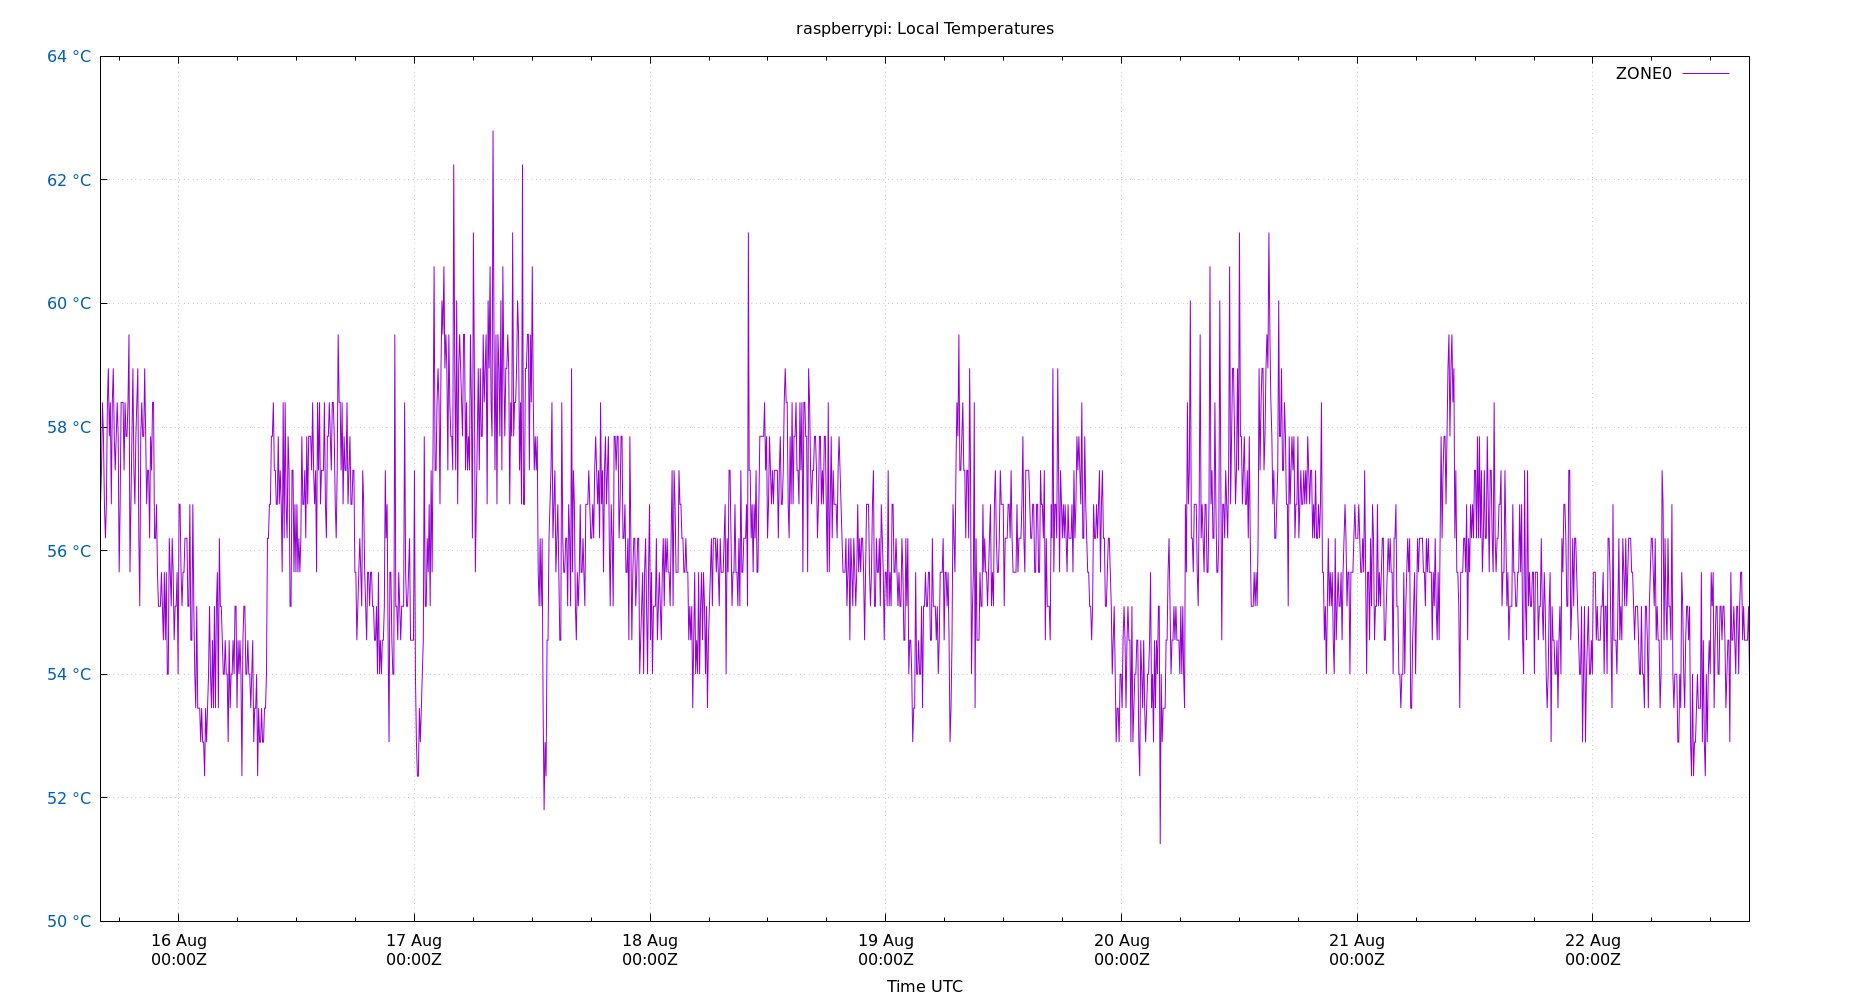 raspberrypi: Local Temperatures
64 °C
ZONE0
62 °C
60 °C
58 °C
56 °C
54 °C
52 °C
50 °C
16 Aug 17 Aug 18 Aug 19 Aug 20 Aug 21 Aug 22 Aug
00:00Z 00:00Z 00:00Z 00:00Z 00:00Z 00:00Z 00:00Z
Time UTC